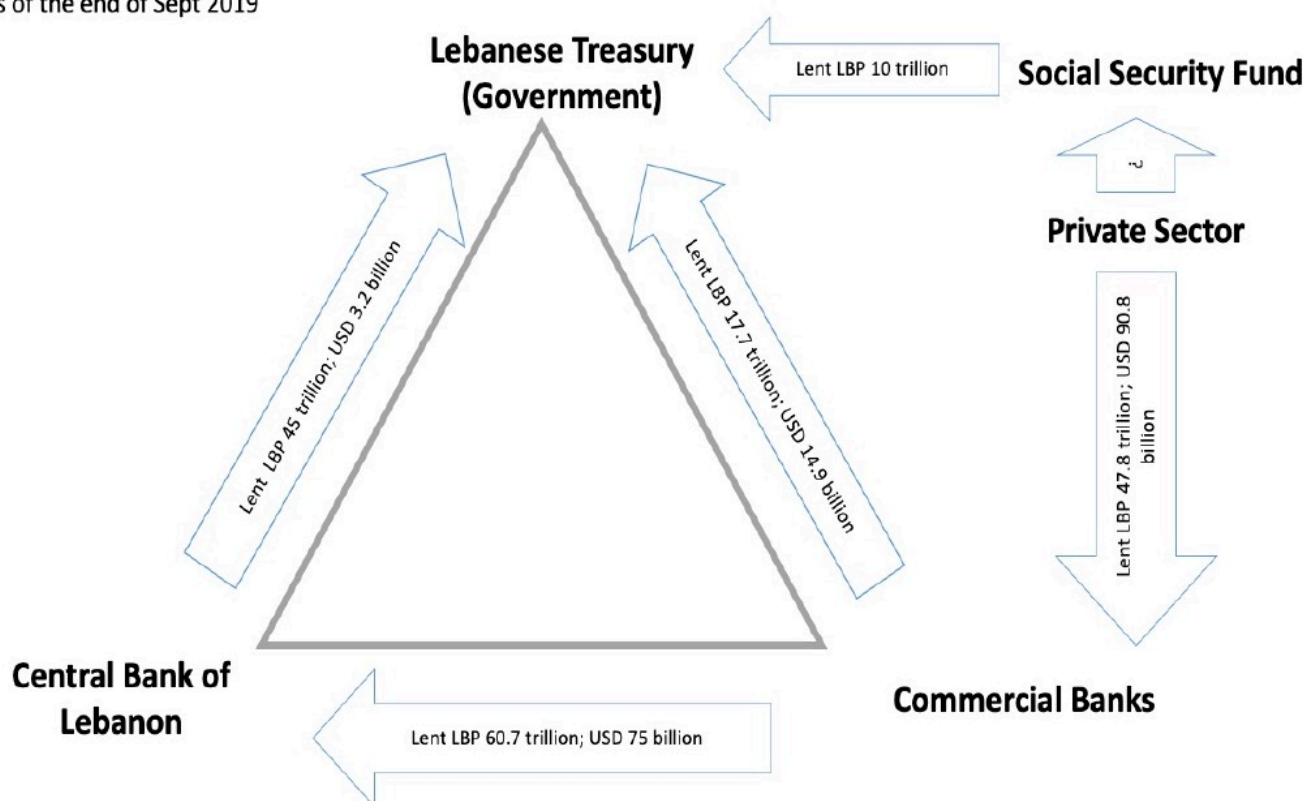 s of the end of Sept 2019
Lebanese Treasury
(Government)
Lent LBP 10 trillion
Social Security Fund
?
Private Sector
Lent LBP 45 trillion; USD 3.2 billion
Lent LBP 17.7 trillion; USD 14.9 billion
Lent LBP 47.8 trillion; USD 90.8
billion
Central Bank of
Lebanon
Commercial Banks
Lent LBP 60.7 trillion; USD 75 billion